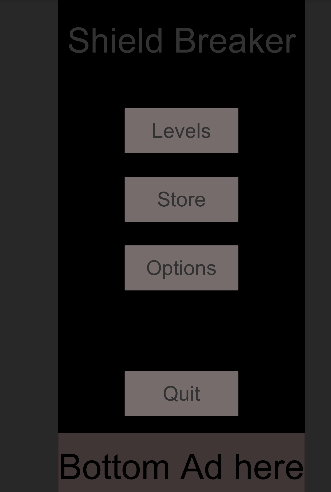 Shield Breaker
Levels
Store
Options
Quit
Bottom Ad here